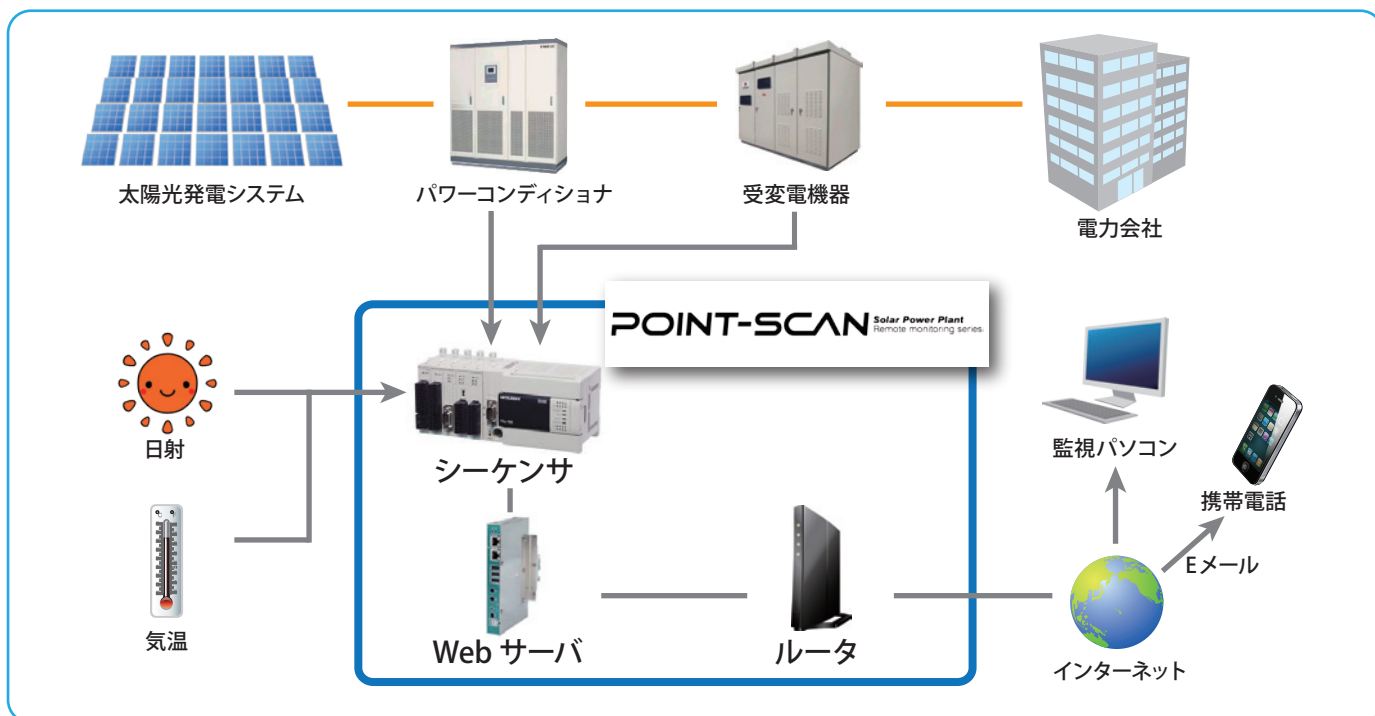 太陽光発電システム
パワーコンディショナ
受変電機器
電力会社
POINT-SCAN
Solar Power Plant
Remote monitoring series.
日射
シーケンサ
監視パソコン
携帯電話
Eメール
気温
Web サーバ
ルータ
インターネット